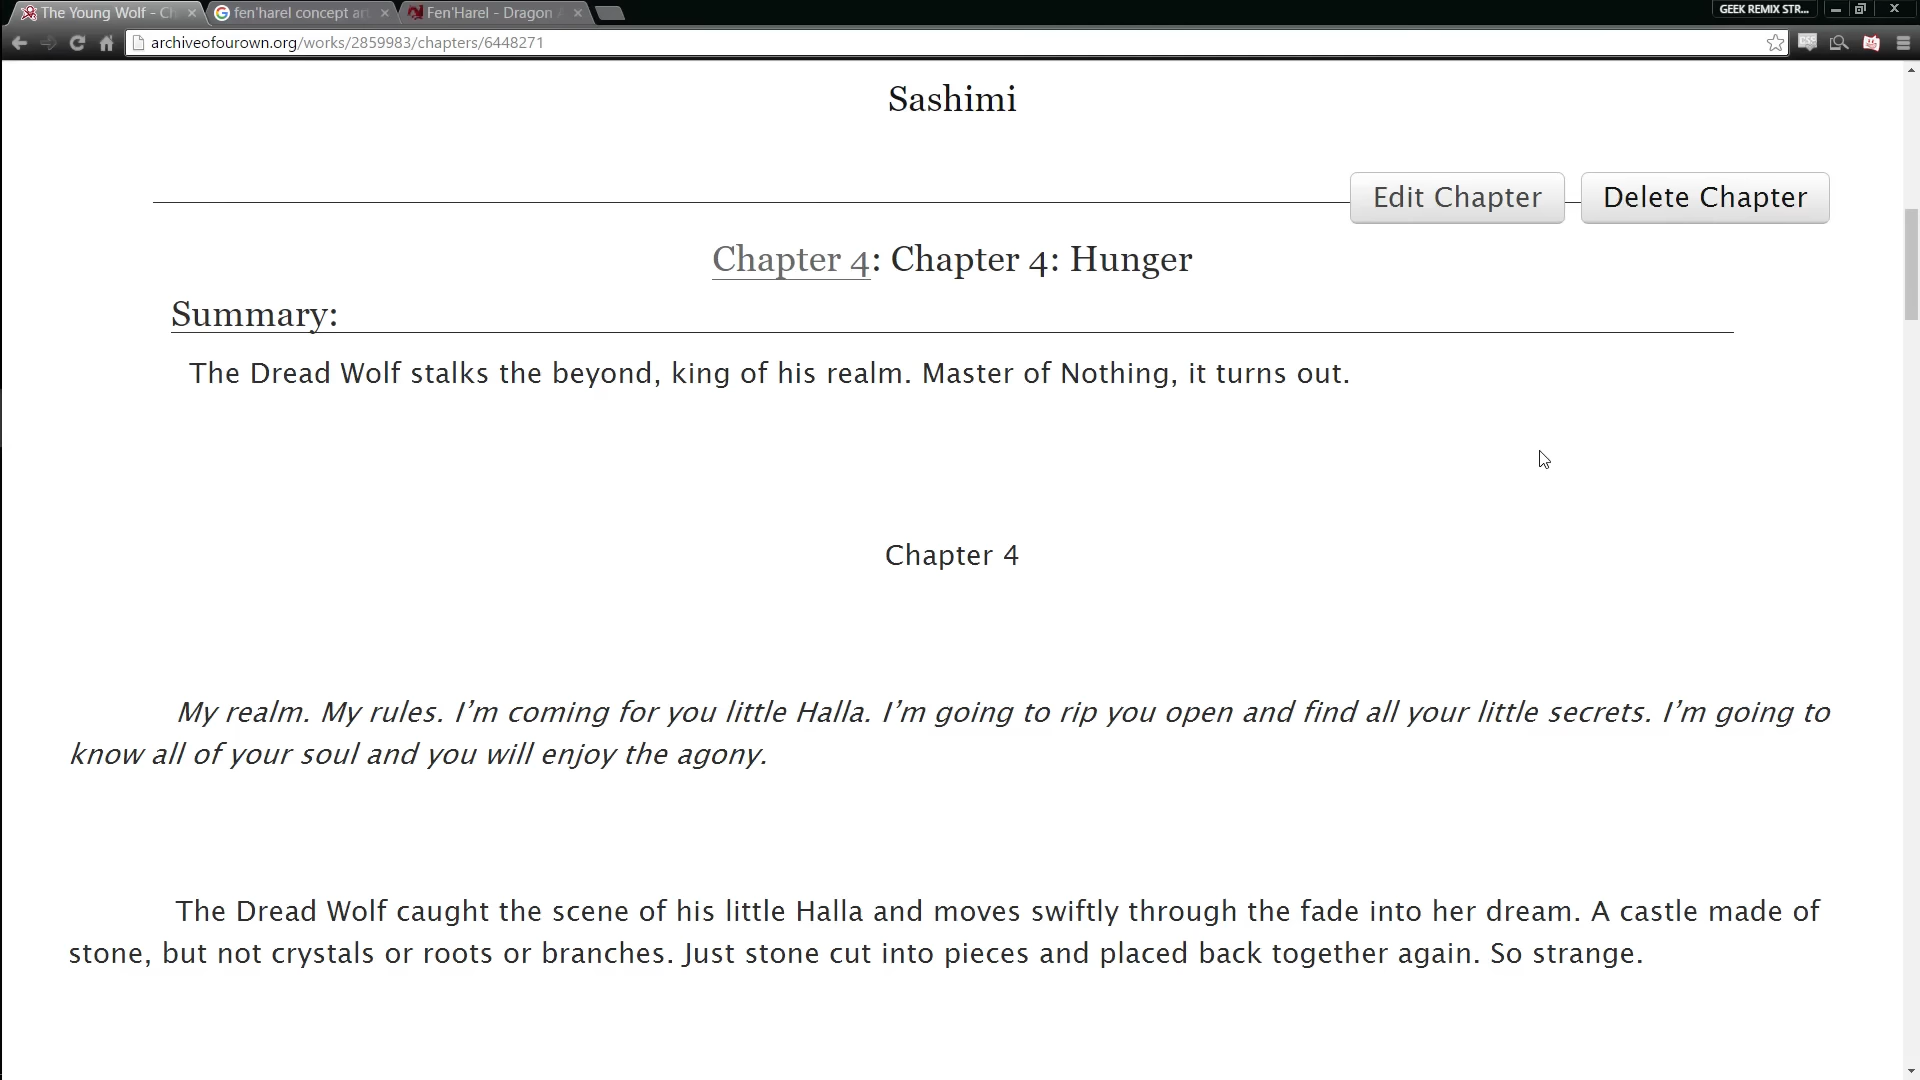 The Young Wolf - Ch
fen'harel concept art
Fen'Harel - Dragon
GEEK REMIX STR...
archiveofourown.org/works/2859983/chapters/6448271
Sashimi
Edit Chapter
Delete Chapter
Chapter 4: Chapter 4: Hunger
Summary:
The Dread Wolf stalks the beyond, king of his realm. Master of Nothing, it turns out.
Chapter 4
My realm. My rules. I’m coming for you little Halla. I’m going to rip you open and find all your little secrets. I’m going to
know all of your soul and you will enjoy the agony.
The Dread Wolf caught the scene of his little Halla and moves swiftly through the fade into her dream. A castle made of
stone, but not crystals or roots or branches. Just stone cut into pieces and placed back together again. So strange.